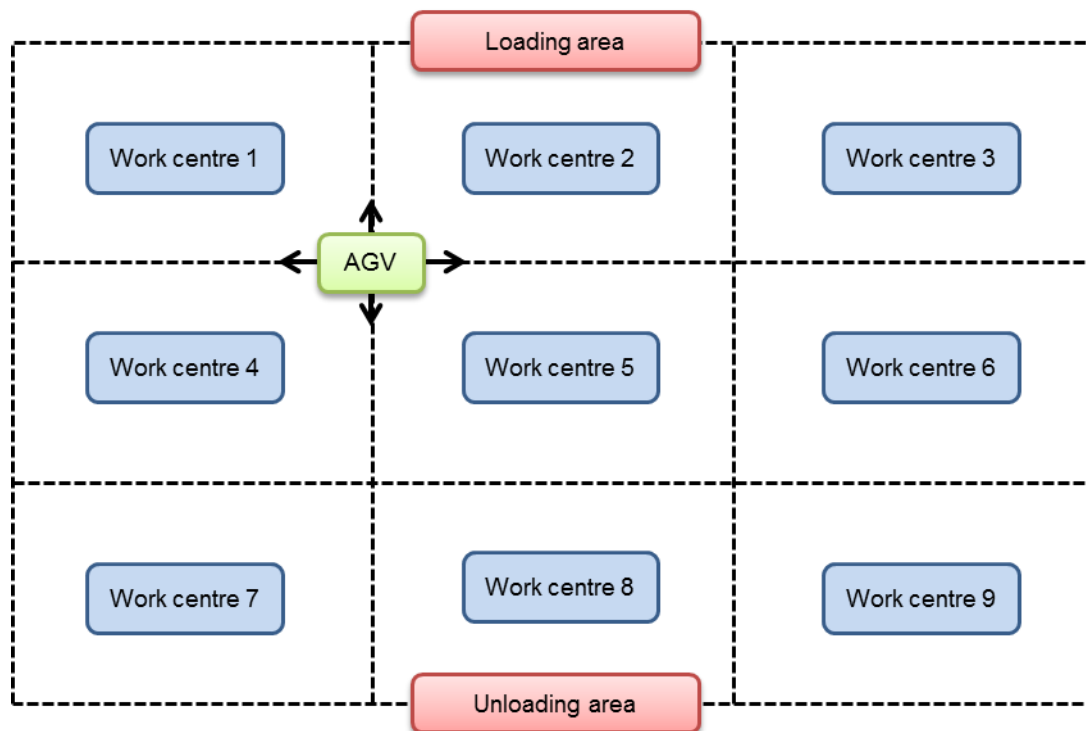 Loading area
Work centre 1
Work centre 2
Work centre 3
AGV
Work centre 4
Work centre 5
Work centre 6
Work centre 7
Work centre 8
Work centre 9
Unloading area